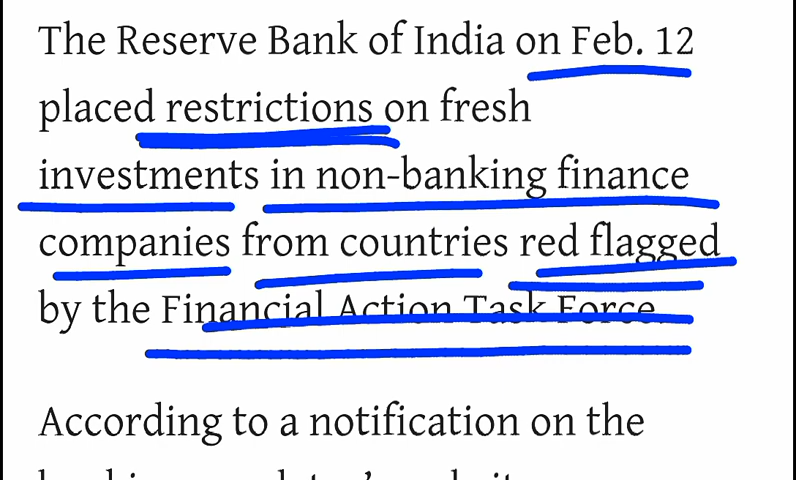 The Reserve Bank of India on Feb. 12
placed restrictions on fresh
investments in non-banking finance
companies from countries red flagged
by the Financial Action Task Force.
According to a notification on the